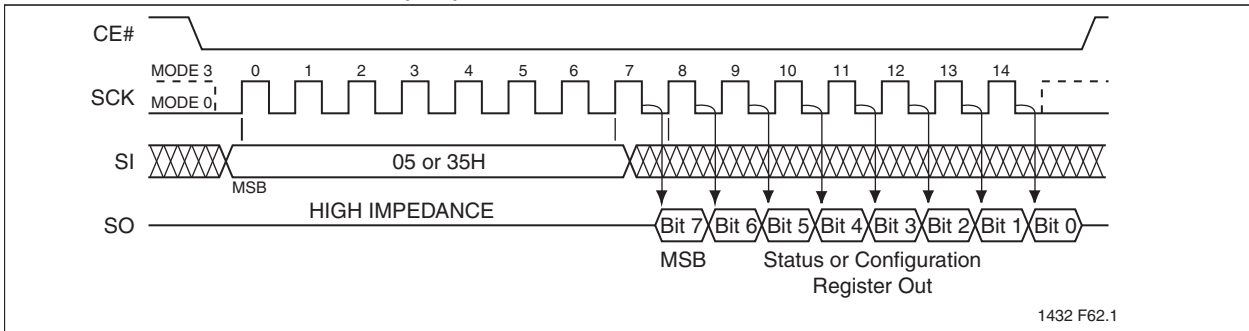 CE#
MODE 3 0 1 2 3 4 5 6 7 8 9 10 11 12 13 14
SCK
MODE 0
SI 05 or 35H
MSB
HIGH IMPEDANCE
SO Bit 7 Bit 6 Bit 5 Bit 4 Bit 3 Bit 2 Bit 1 Bit 0
MSB Status or Configuration
Register Out
1432 F62.1